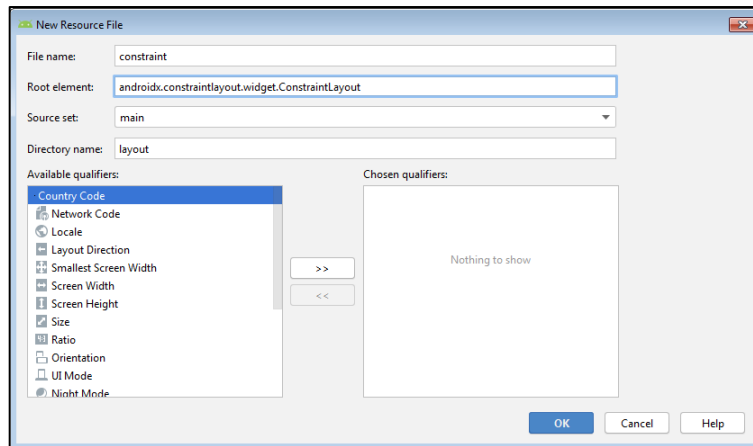 New Resource File
File name: constraint
Root element: androidx.constraintlayout.widget.ConstraintLayout
Source set: main
Directory name: layout
Available qualifiers: Chosen qualifiers:
Country Code
Network Code
Locale
Layout Direction
Smallest Screen Width
Screen Width
Screen Height
Size
Ratio
Orientation
UI Mode
Night Mode
>>
<<
Nothing to show
OK Cancel Help